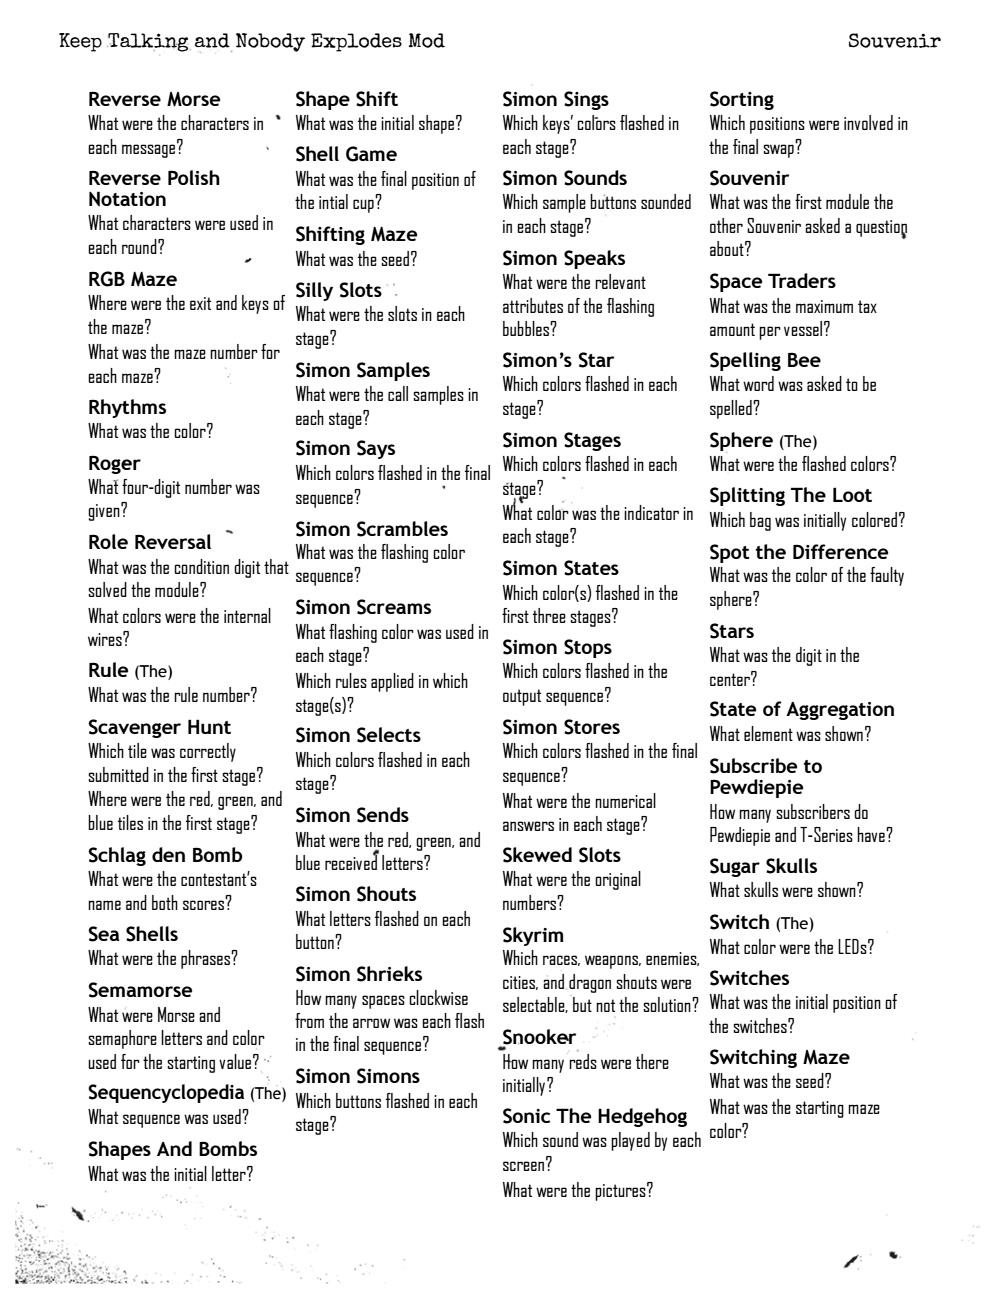 Keep Talking and Nobody Explodes Mod
Souvenir
Reverse Morse
What were the characters in
each message?
Reverse Polish
Notation
What characters were used in
each round?
RGB Maze
Where were the exit and keys of
the maze?
What was the maze number for
each maze?
Rhythms
What was the color?
Roger
What four-digit number was
given?
Role Reversal
What was the condition digit that
solved the module?
What colors were the internal
wires?
Rule (The)
What was the rule number?
Scavenger Hunt
Which tile was correctly
submitted in the first stage?
Where were the red, green, and
blue tiles in the first stage?
Schlag den Bomb
What were the contestant's
name and both scores?
Sea Shells
What were the phrases?
Semamorse
What were Morse and
semaphore letters and color
used for the starting value?
Sequencyclopedia (The)
What sequence was used?
Shapes And Bombs
What was the initial letter?
Shape Shift
What was the initial shape?
Shell Game
What was the final position of
the intial cup?
Shifting Maze
What was the seed?
Silly Slots
What were the slots in each
stage?
Simon Samples
What were the call samples in
each stage?
Simon Says
Which colors flashed in the final
sequence?
Simon Scrambles
What was the flashing color
sequence?
Simon Screams
What flashing color was used in
each stage?
Which rules applied in which
stage(s)?
Simon Selects
Which colors flashed in each
stage?
Simon Sends
What were the red, green, and
blue received letters?
Simon Shouts
What letters flashed on each
button?
Simon Shrieks
How many spaces clockwise
from the arrow was each flash
in the final sequence?
Simon Simons
Which buttons flashed in each
stage?
Simon Sings
Which keys' colors flashed in
each stage?
Simon Sounds
Which sample buttons sounded
in each stage?
Simon Speaks
What were the relevant
attributes of the flashing
bubbles?
Simon's Star
Which colors flashed in each
stage?
Simon Stages
Which colors flashed in each
stage?
What color was the indicator in
each stage?
Simon States
Which color(s) flashed in the
first three stages?
Simon Stops
Which colors flashed in the
output sequence?
Simon Stores
Which colors flashed in the final
sequence?
What were the numerical
answers in each stage?
Skewed Slots
What were the original
numbers?
Skyrim
Which races, weapons, enemies,
cities, and dragon shouts were
selectable, but not the solution?
Snooker
How many reds were there
initially?
Sonic The Hedgehog
Which sound was played by each
screen?
What were the pictures?
Sorting
Which positions were involved in
the final swap?
Souvenir
What was the first module the
other Souvenir asked a question
about?
Space Traders
What was the maximum tax
amount per vessel?
Spelling Bee
What word was asked to be
spelled?
Sphere (The)
What were the flashed colors?
Splitting The Loot
Which bag was initially colored?
Spot the Difference
What was the color of the faulty
sphere?
Stars
What was the digit in the
center?
State of Aggregation
What element was shown?
Subscribe to
Pewdiepie
How many subscribers do
Pewdiepie and T-Series have?
Sugar Skulls
What skulls were shown?
Switch (The)
What color were the LEDs?
Switches
What was the initial position of
the switches?
Switching Maze
What was the seed?
What was the starting maze
color?